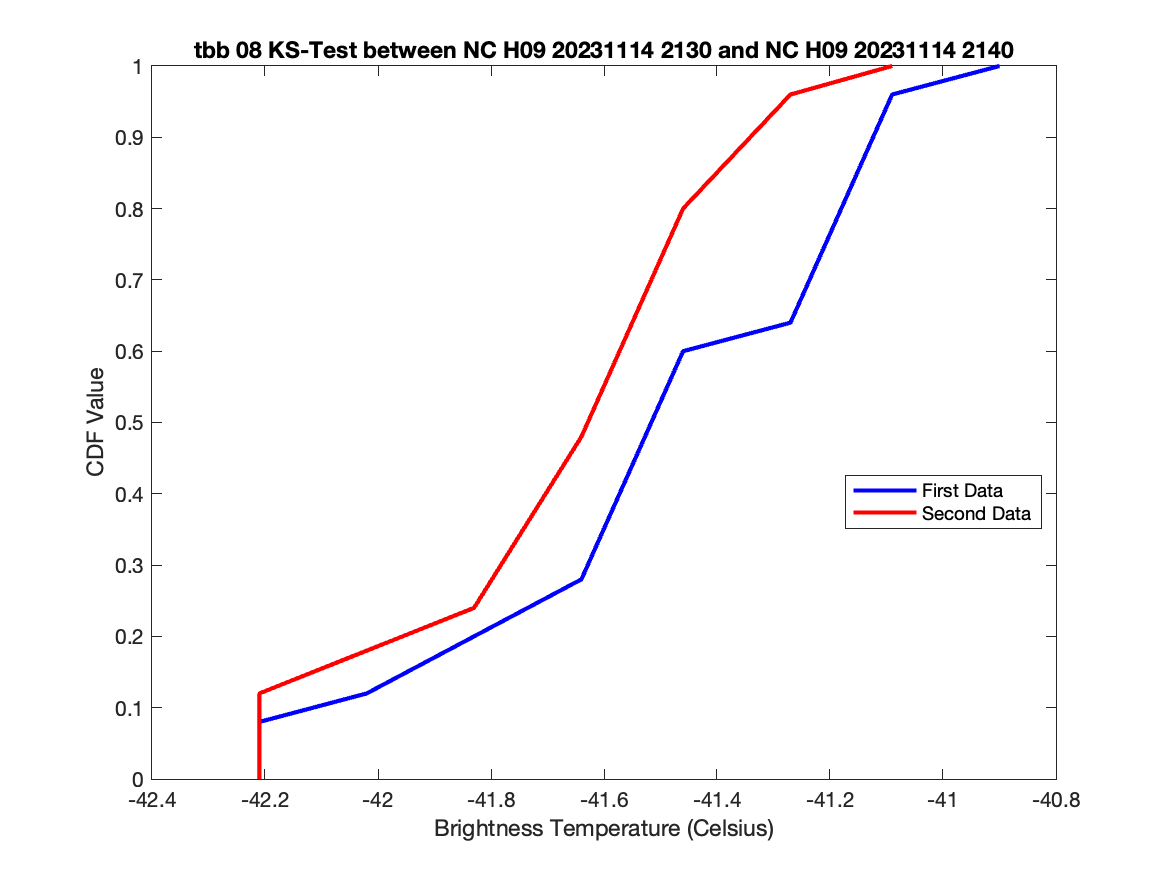 tbb 08 KS-Test between NC H09 20231114 2130 and NC H09 20231114 2140
1
0.9
0.8
0.7
0.6
0.5
0.4
0.3
0.2
0.1
0
CDF Value
First Data
Second Data
-42.4 -42.2 -42 -41.8 -41.6 -41.4 -41.2 -41 -40.8
Brightness Temperature (Celsius)